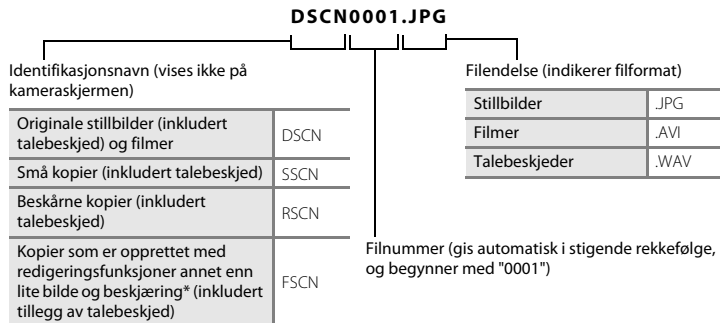 DSCN0001.JPG
Identifikasjonsnavn (vises ikke på
kameraskjermen)
Originale stillbilder (inkludert
talebeskjed) og filmer
DSCN
Små kopier (inkludert talebeskjed)
SSCN
Beskårne kopier (inkludert
talebeskjed)
RSCN
Kopier som er opprettet med
redigeringsfunksjoner annet enn
lite bilde og beskjæring* (inkludert
tillegg av talebeskjed)
FSCN
Filendelse (indikerer filformat)
Stillbilder
.JPG
Filmer
.AVI
Talebeskjeder
.WAV
Filnummer (gis automatisk i stigende rekkefølge,
og begynner med "0001")